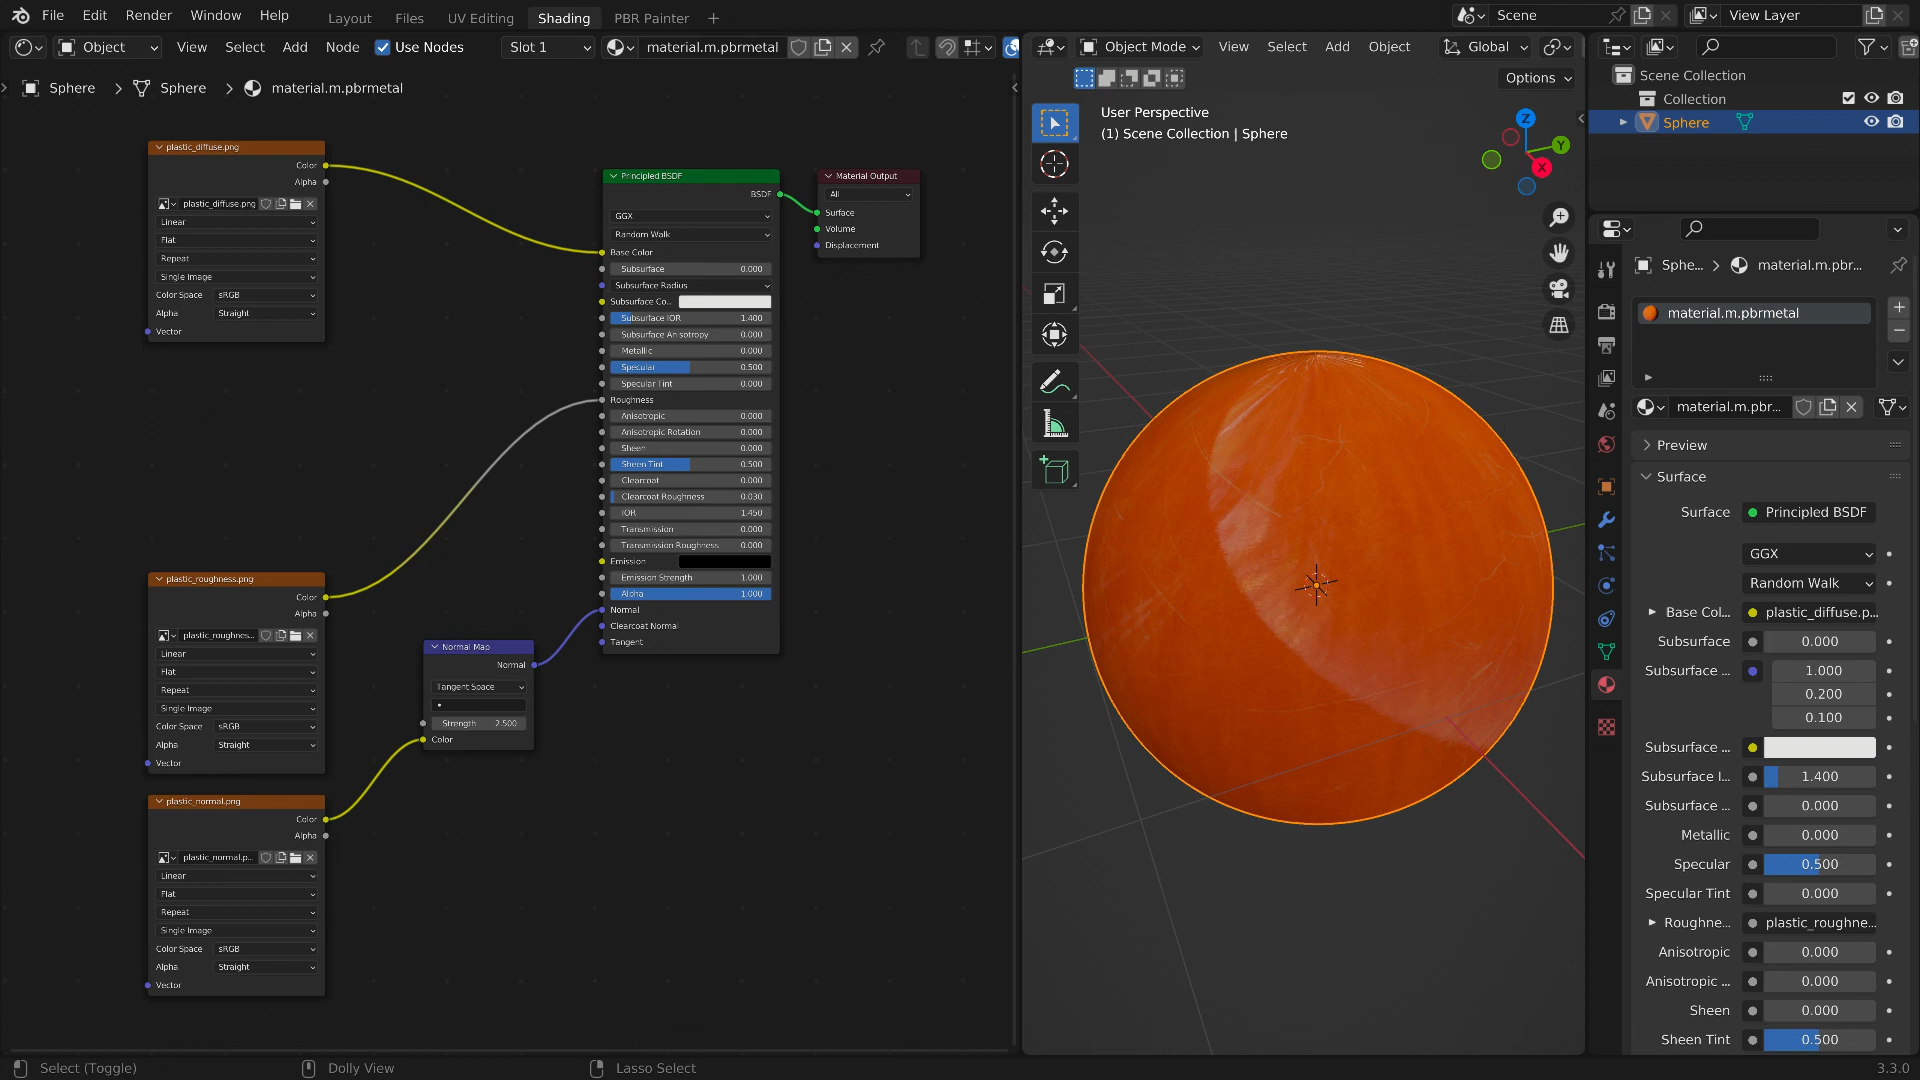 File Edit Render Window Help Layout Files UV Editing Shading PBR Painter
Scene View Layer
Object View Select Add Node Use Nodes Slot 1 material.m.pbrmetal
Sphere Sphere material.m.pbrmetal
plastic_diffuse.png
Color
Alpha
plastic_diffuse.png
Linear
Flat
Repeat
Single Image
Color Space sRGB
Alpha Straight
Vector
plastic_roughness.png
Color
Alpha
plastic_roughnes...
Linear
Flat
Repeat
Single Image
Color Space sRGB
Alpha Straight
Vector
plastic_normal.png
Color
Alpha
plastic_normal.p...
Linear
Flat
Repeat
Single Image
Color Space sRGB
Alpha Straight
Vector
Normal Map
Normal
Tangent Space
Strength 2.500
Color
Principled BSDF
BSDF
GGX
Random Walk
Base Color
Subsurface 0.000
Subsurface Radius
Subsurface Co...
Subsurface IOR 1.400
Subsurface Anisotropy 0.000
Metallic 0.000
Specular 0.500
Specular Tint 0.000
Roughness
Anisotropic 0.000
Anisotropic Rotation 0.000
Sheen 0.000
Sheen Tint 0.500
Clearcoat 0.000
Clearcoat Roughness 0.030
IOR 1.450
Transmission 0.000
Transmission Roughness 0.000
Emission
Emission Strength 1.000
Alpha 1.000
Normal
Clearcoat Normal
Tangent
Material Output
All
Surface
Volume
Displacement
Object Mode View Select Add Object Global
Options
User Perspective
(1) Scene Collection | Sphere
Z
Y
X
Scene Collection
Collection
Sphere
Sphe... material.m.pbr...
material.m.pbrmetal
material.m.pbr...
Preview
Surface
Surface Principled BSDF
GGX
Random Walk
Base Col... plastic_diffuse.p...
Subsurface 0.000
Subsurface ... 1.000
0.200
0.100
Subsurface ...
Subsurface I... 1.400
Subsurface ... 0.000
Metallic 0.000
Specular 0.500
Specular Tint 0.000
Roughne... plastic_roughne...
Anisotropic 0.000
Anisotropic ... 0.000
Sheen 0.000
Sheen Tint 0.500
Select (Toggle) Dolly View Lasso Select 3.3.0